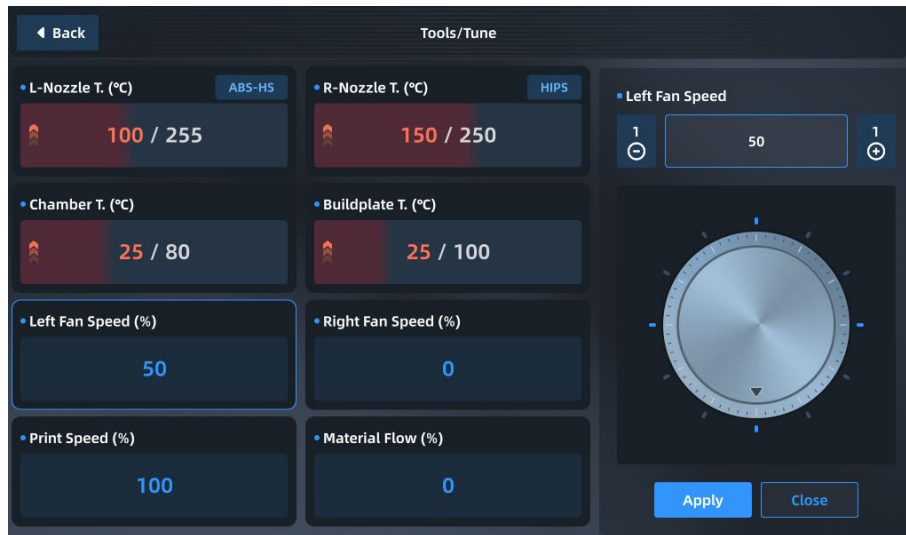 Back
Tools/Tune
L-Nozzle T. (℃)
ABS-HS
100 / 255
R-Nozzle T. (℃)
HIPS
150 / 250
Chamber T. (℃)
25 / 80
Buildplate T. (℃)
25 / 100
Left Fan Speed (%)
50
Right Fan Speed (%)
0
Print Speed (%)
100
Material Flow (%)
0
Left Fan Speed
1
50
1
Apply
Close